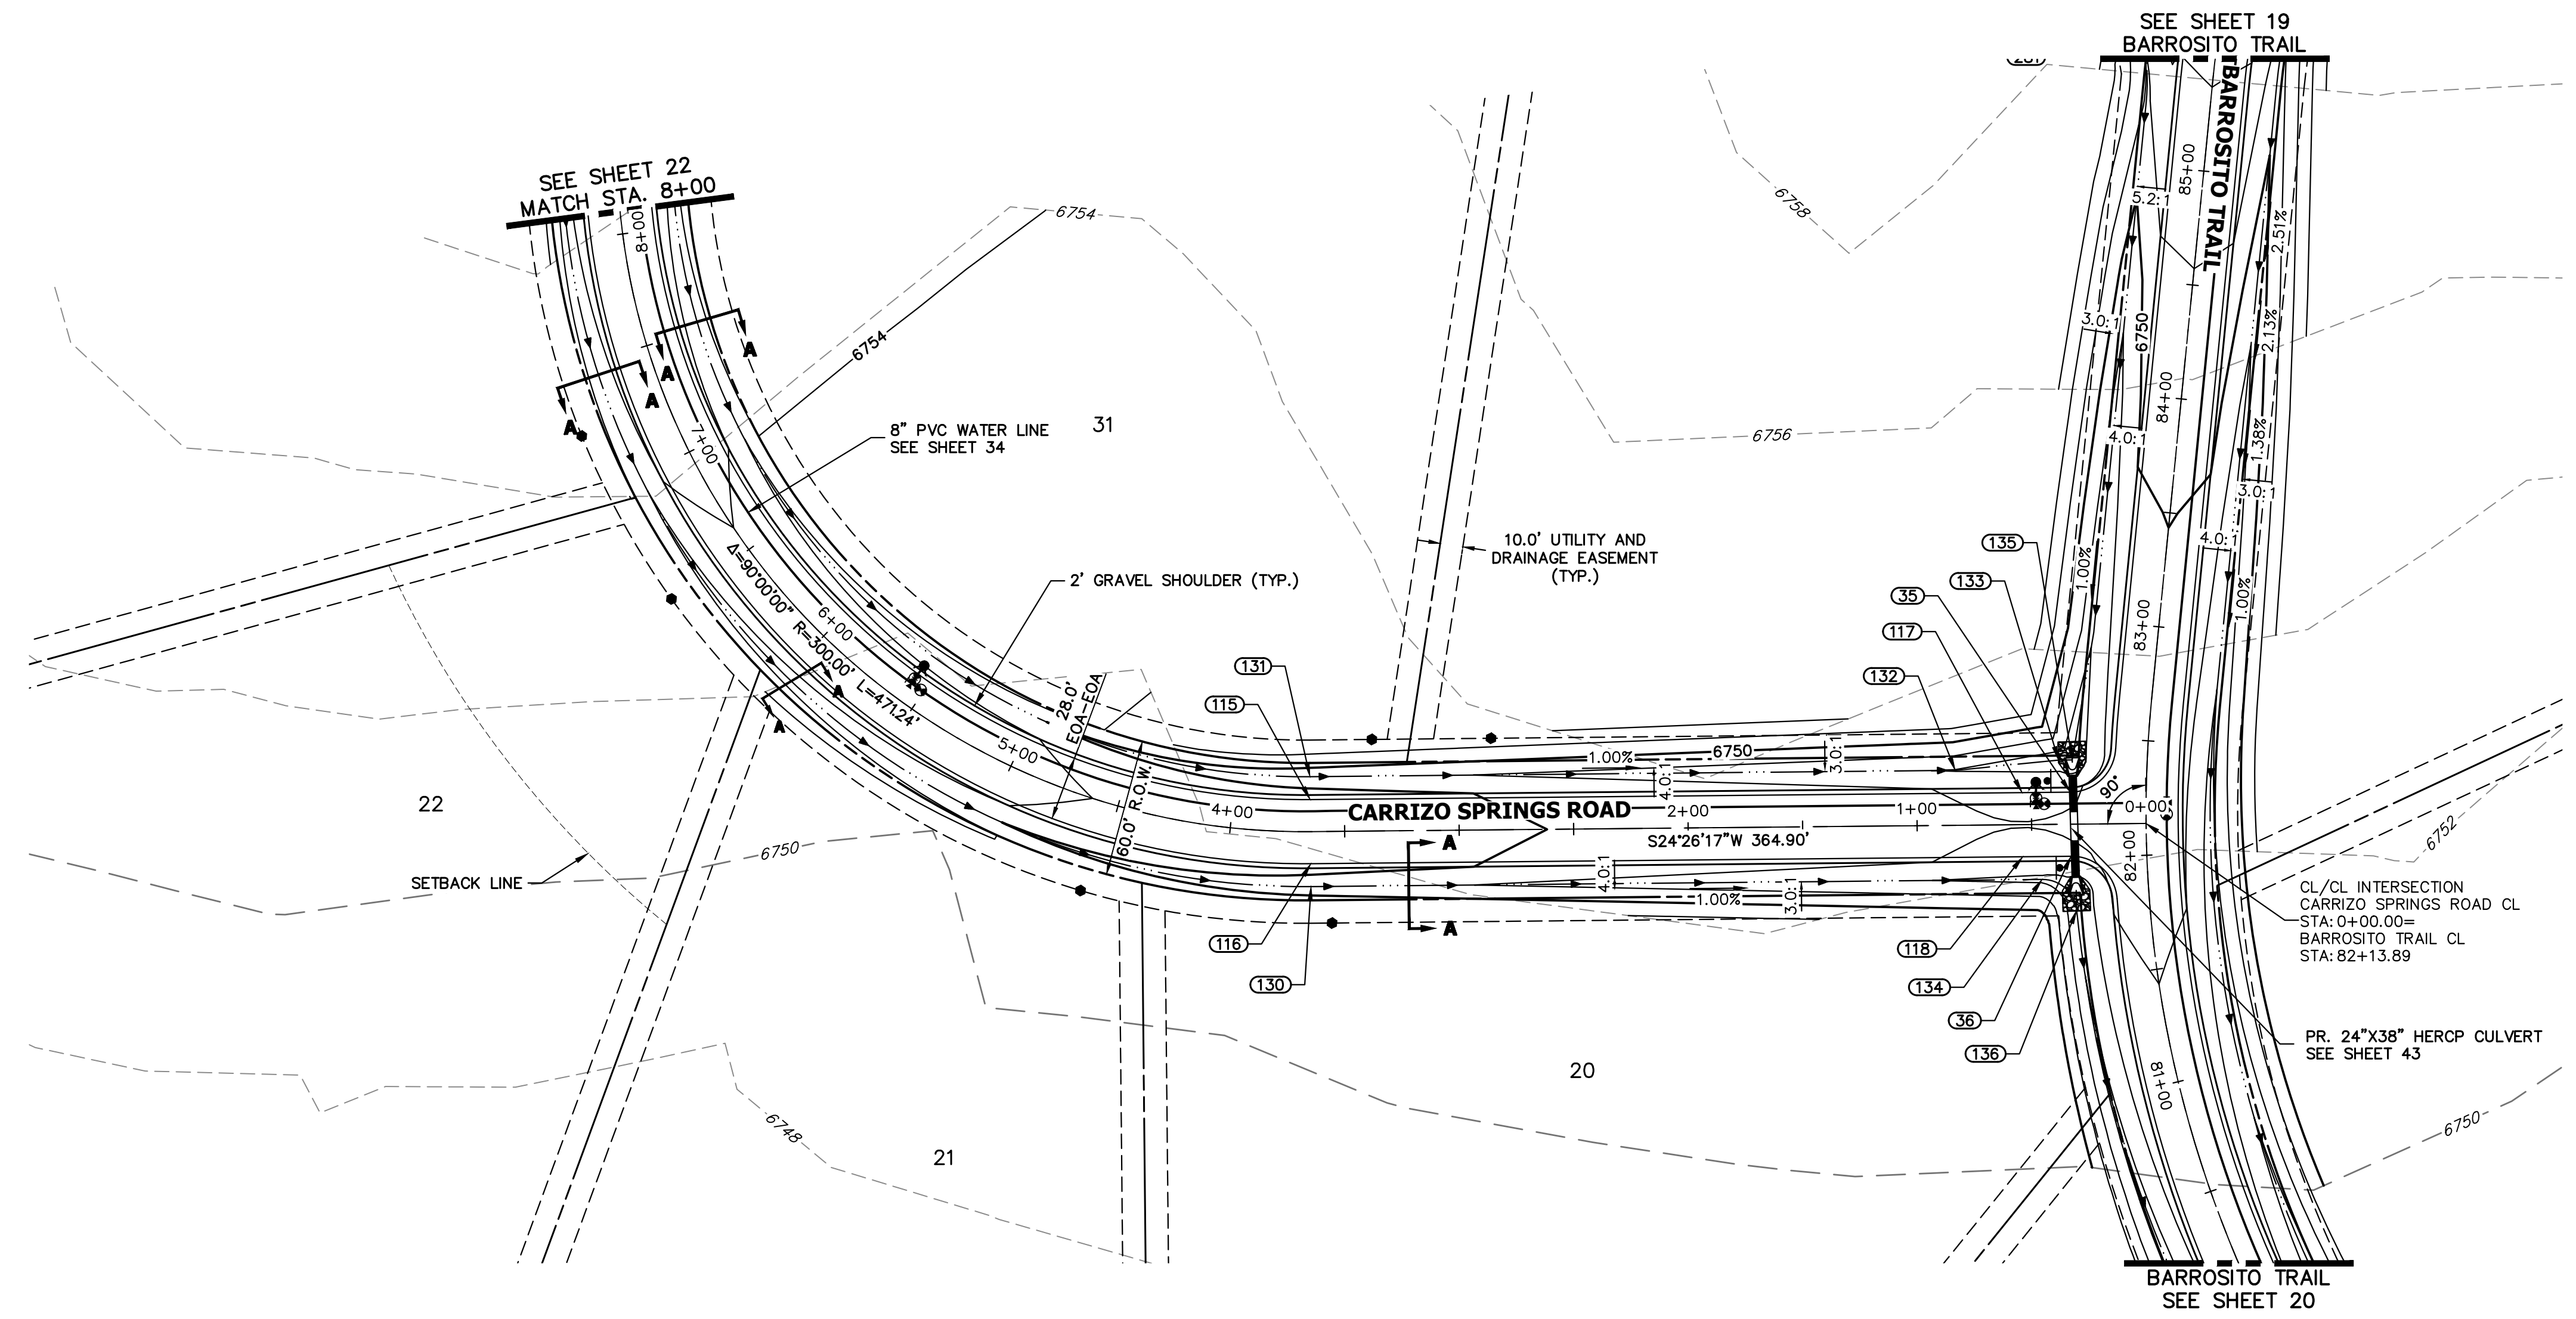 SEE SHEET 19
BARROSITO TRAIL
SEE SHEET 22
MATCH STA. 8+00
8+00
BARROSITO TRAIL
85+00
5.2:1
2.51%
6758
6754
6754
3.0:1
6750
2.13%
84+00
A
A
A
A
7+00
8" PVC WATER LINE
SEE SHEET 34
31
6756
4.0:1
1.38%
3.0:1
4.0:1
10.0' UTILITY AND
DRAINAGE EASEMENT
(TYP.)
135
133
35
117
132
1.00%
1.00%
83+00
Δ=90°00'00" R=300.00' L=471.24'
6+00
2' GRAVEL SHOULDER (TYP.)
A
A
28.0'
EOA-EOA
131
115
5+00
60.0' R.O.W.
4+00
1.00%
6750
3.0:1
4.0:1
CARRIZO SPRINGS ROAD
2+00
1+00
0+00
90°
S24°26'17"W 364.90'
A
A
4.0:1
1.00%
3.0:1
82+00
6752
22
6750
SETBACK LINE
116
130
118
134
36
136
CL/CL INTERSECTION
CARRIZO SPRINGS ROAD CL
STA: 0+00.00=
BARROSITO TRAIL CL
STA: 82+13.89
PR. 24"X38" HERCP CULVERT
SEE SHEET 43
20
81+00
6748
21
6750
BARROSITO TRAIL
SEE SHEET 20